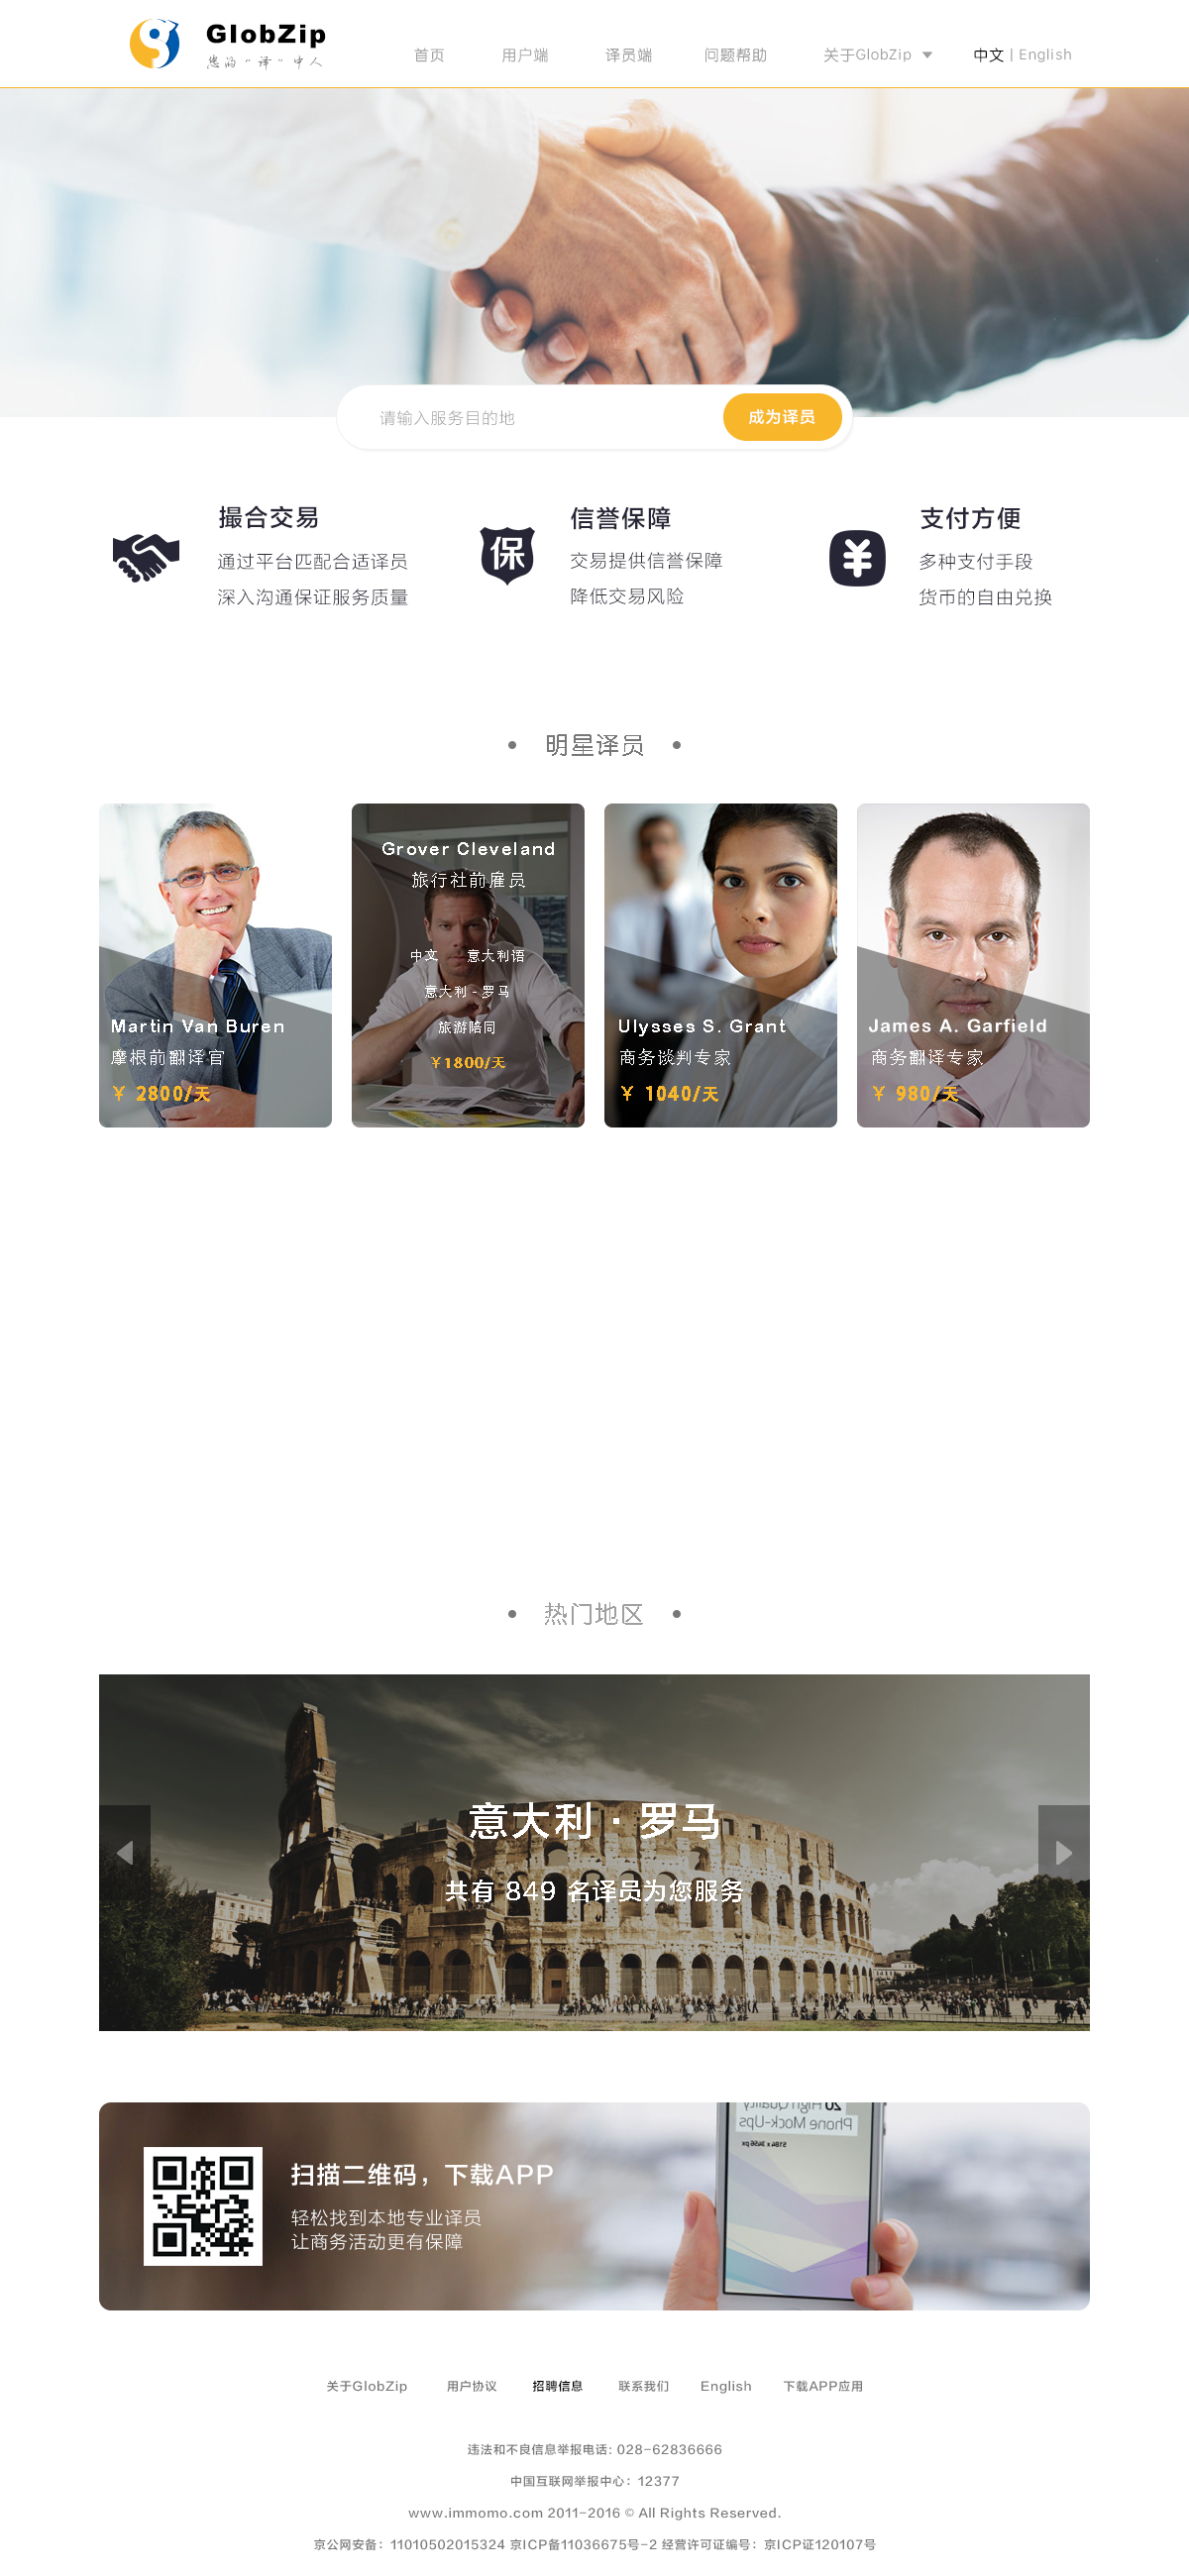 GlobZip
您的“译”中人
首页 用户端 译员端 问题帮助 关于GlobZip 中文 | English
请输入服务目的地 成为译员
撮合交易
通过平台匹配合适译员
深入沟通保证服务质量
保
信誉保障
交易提供信誉保障
降低交易风险
¥
支付方便
多种支付手段
货币的自由兑换
• 明星译员 •
Martin Van Buren
摩根前翻译官
¥ 2800/天
Grover Cleveland
旅行社前雇员
中文 意大利语
意大利 - 罗马
旅游陪同
¥1800/天
Ulysses S. Grant
商务谈判专家
¥ 1040/天
James A. Garfield
商务翻译专家
¥ 980/天
• 热门地区 •
意大利 · 罗马
共有 849 名译员为您服务
扫描二维码，下载APP
轻松找到本地专业译员
让商务活动更有保障
20 High Quality
Phone Mock-Ups
5184 x 3456 px
关于GlobZip 用户协议 招聘信息 联系我们 English 下载APP应用
违法和不良信息举报电话: 028-62836666
中国互联网举报中心：12377
www.immomo.com 2011-2016 © All Rights Reserved.
京公网安备：11010502015324 京ICP备11036675号-2 经营许可证编号：京ICP证120107号